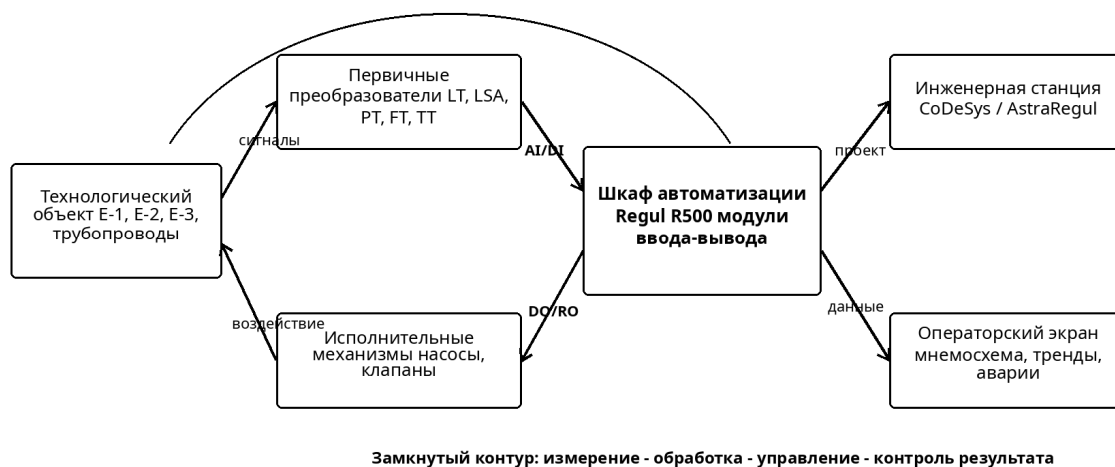 Первичные
преобразователи LT, LSA,
PT, FT, TT
Инженерная станция
CoDeSys / AstraRegul
сигналы
AI/DI
проект
Технологический
объект Е-1, Е-2, Е-3,
трубопроводы
Шкаф автоматизации
Regul R500 модули
ввода-вывода
воздействие
DO/RO
данные
Исполнительные
механизмы насосы,
клапаны
Операторский экран
мнемосхема, тренды,
аварии
Замкнутый контур: измерение - обработка - управление - контроль результата